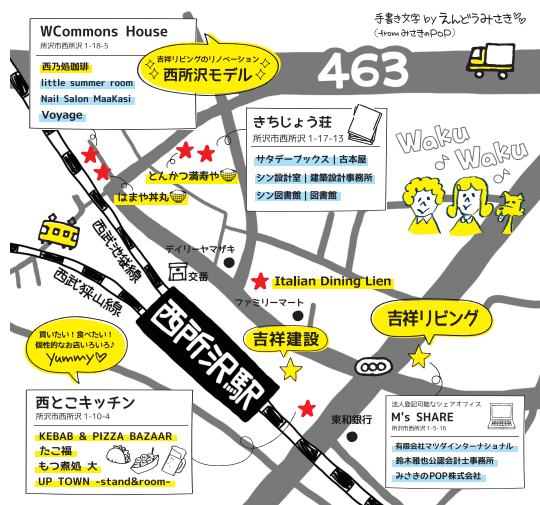 手書き文字 by えんどうみさき
(from みさきのPOP)
WCommons House
所沢市西所沢 1-18-5
西乃処珈琲
little summer room
Nail Salon MaaKasi
Voyage
吉祥リビングのリノベーション
西所沢モデル
463
きちじょう荘
所沢市西所沢 1-17-13
サタデーブックス | 古本屋
シン設計室 | 建築設計事務所
シン図書館 | 図書館
Waku
Waku
とんかつ満寿や
はまや丼丸
西武池袋線
西武狭山線
デイリーヤマザキ
交番
Italian Dining Lien
ファミリーマート
西所沢駅
吉祥建設
吉祥リビング
買いたい!食べたい!
個性的なお店いろいろ♪
Yummy
西とこキッチン
所沢市西所沢 1-10-4
KEBAB & PIZZA BAZAAR
たこ福
もつ煮処 大
UP TOWN -stand&room-
東和銀行
法人登記可能なシェアオフィス
M's SHARE
所沢市西所沢 1-5-16
有限会社マツダインターナショナル
鈴木雅也公認会計士事務所
みさきのPOP株式会社